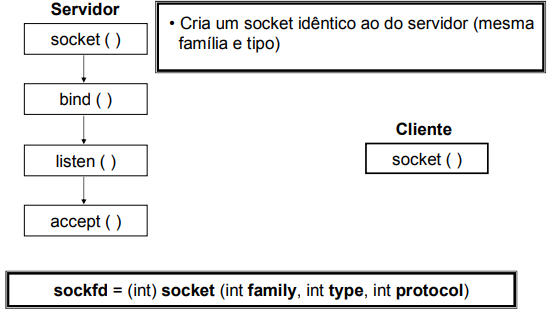 Servidor
socket ( )
• Cria um socket idêntico ao do servidor (mesma
família e tipo)
bind ( )
listen ( )
accept ( )
Cliente
socket ( )
sockfd = (int) socket (int family, int type, int protocol)